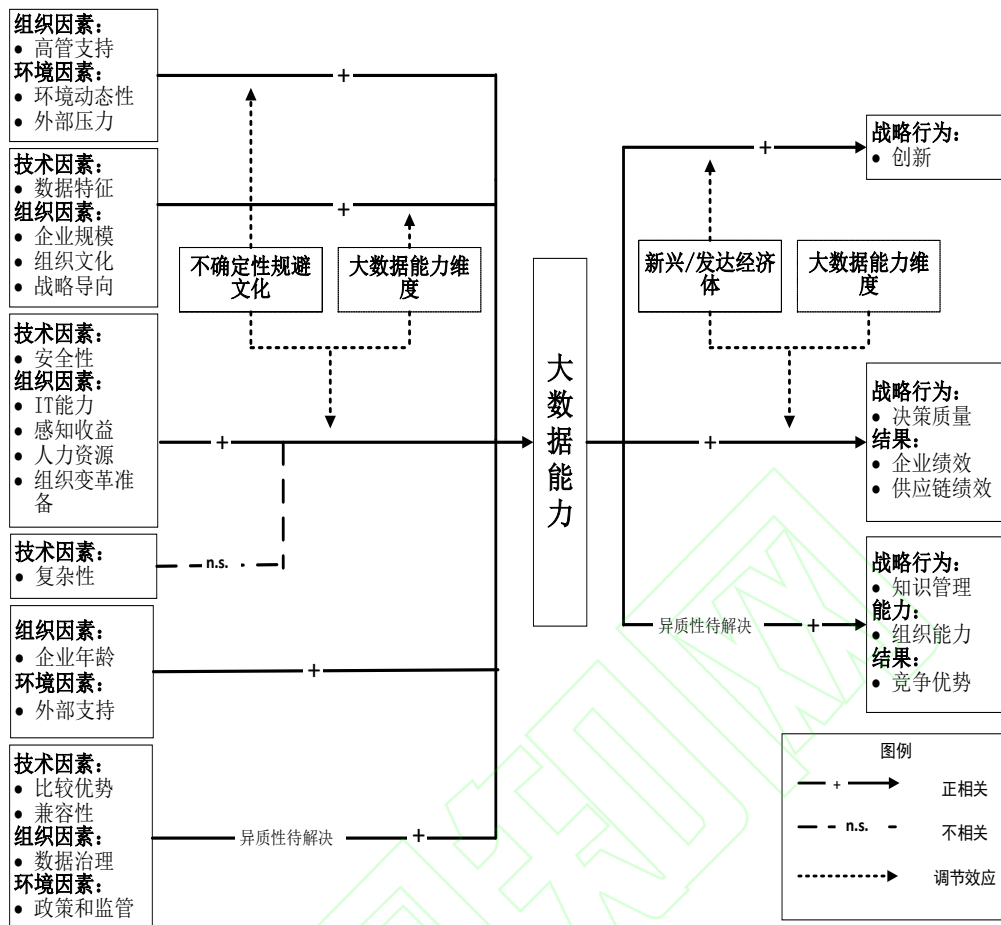 组织因素：
• 高管支持
环境因素：
• 环境动态性
• 外部压力
+
技术因素：
• 数据特征
组织因素：
• 企业规模
• 组织文化
• 战略导向
+
不确定性规避
文化
大数据能力维
度
技术因素：
• 安全性
组织因素：
• IT能力
• 感知收益
• 人力资源
• 组织变革准
备
+
技术因素：
• 复杂性
n.s.
组织因素：
• 企业年龄
环境因素：
• 外部支持
+
技术因素：
• 比较优势
• 兼容性
组织因素：
• 数据治理
环境因素：
• 政策和监管
异质性待解决
+
大
数
据
能
力
新兴/发达经济
体
大数据能力维
度
+
战略行为：
• 创新
+
战略行为：
• 决策质量
结果：
• 企业绩效
• 供应链绩效
异质性待解决
+
战略行为：
• 知识管理
能力：
• 组织能力
结果：
• 竞争优势
图例
+
正相关
n.s.
不相关
调节效应
知网